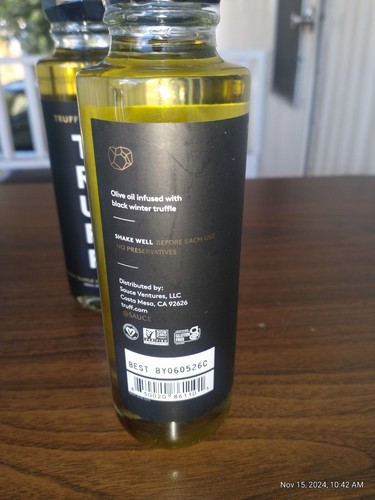 TRUFF
Olive oil infused with
black winter truffle
SHAKE WELL BEFORE EACH USE
NO PRESERVATIVES
Distributed by:
Sauce Ventures, LLC
Costa Mesa, CA 92626
truff.com
@SAUCE
BEST BY060526C
Nov 15, 2024, 10:42 AM